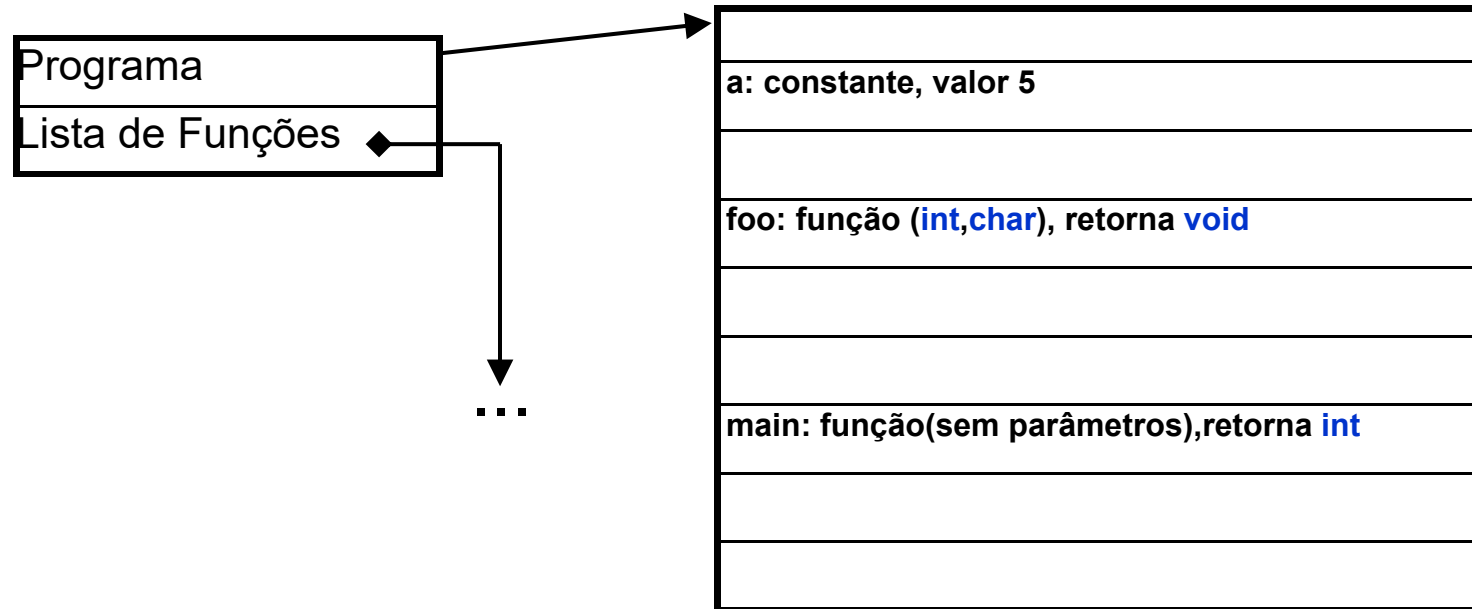 Programa
Lista de Funções
...
a: constante, valor 5
foo: função (int,char), retorna void
main: função(sem parâmetros),retorna int